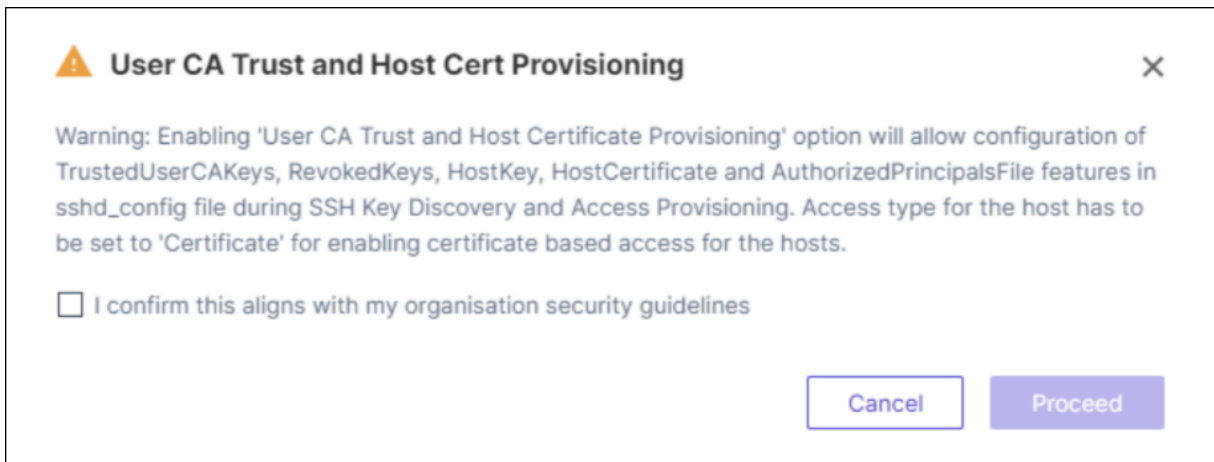 User CA Trust and Host Cert Provisioning
Warning: Enabling 'User CA Trust and Host Certificate Provisioning' option will allow configuration of
TrustedUserCAKeys, RevokedKeys, HostKey, HostCertificate and AuthorizedPrincipalsFile features in
sshd_config file during SSH Key Discovery and Access Provisioning. Access type for the host has to
be set to 'Certificate' for enabling certificate based access for the hosts.
I confirm this aligns with my organisation security guidelines
Cancel Proceed